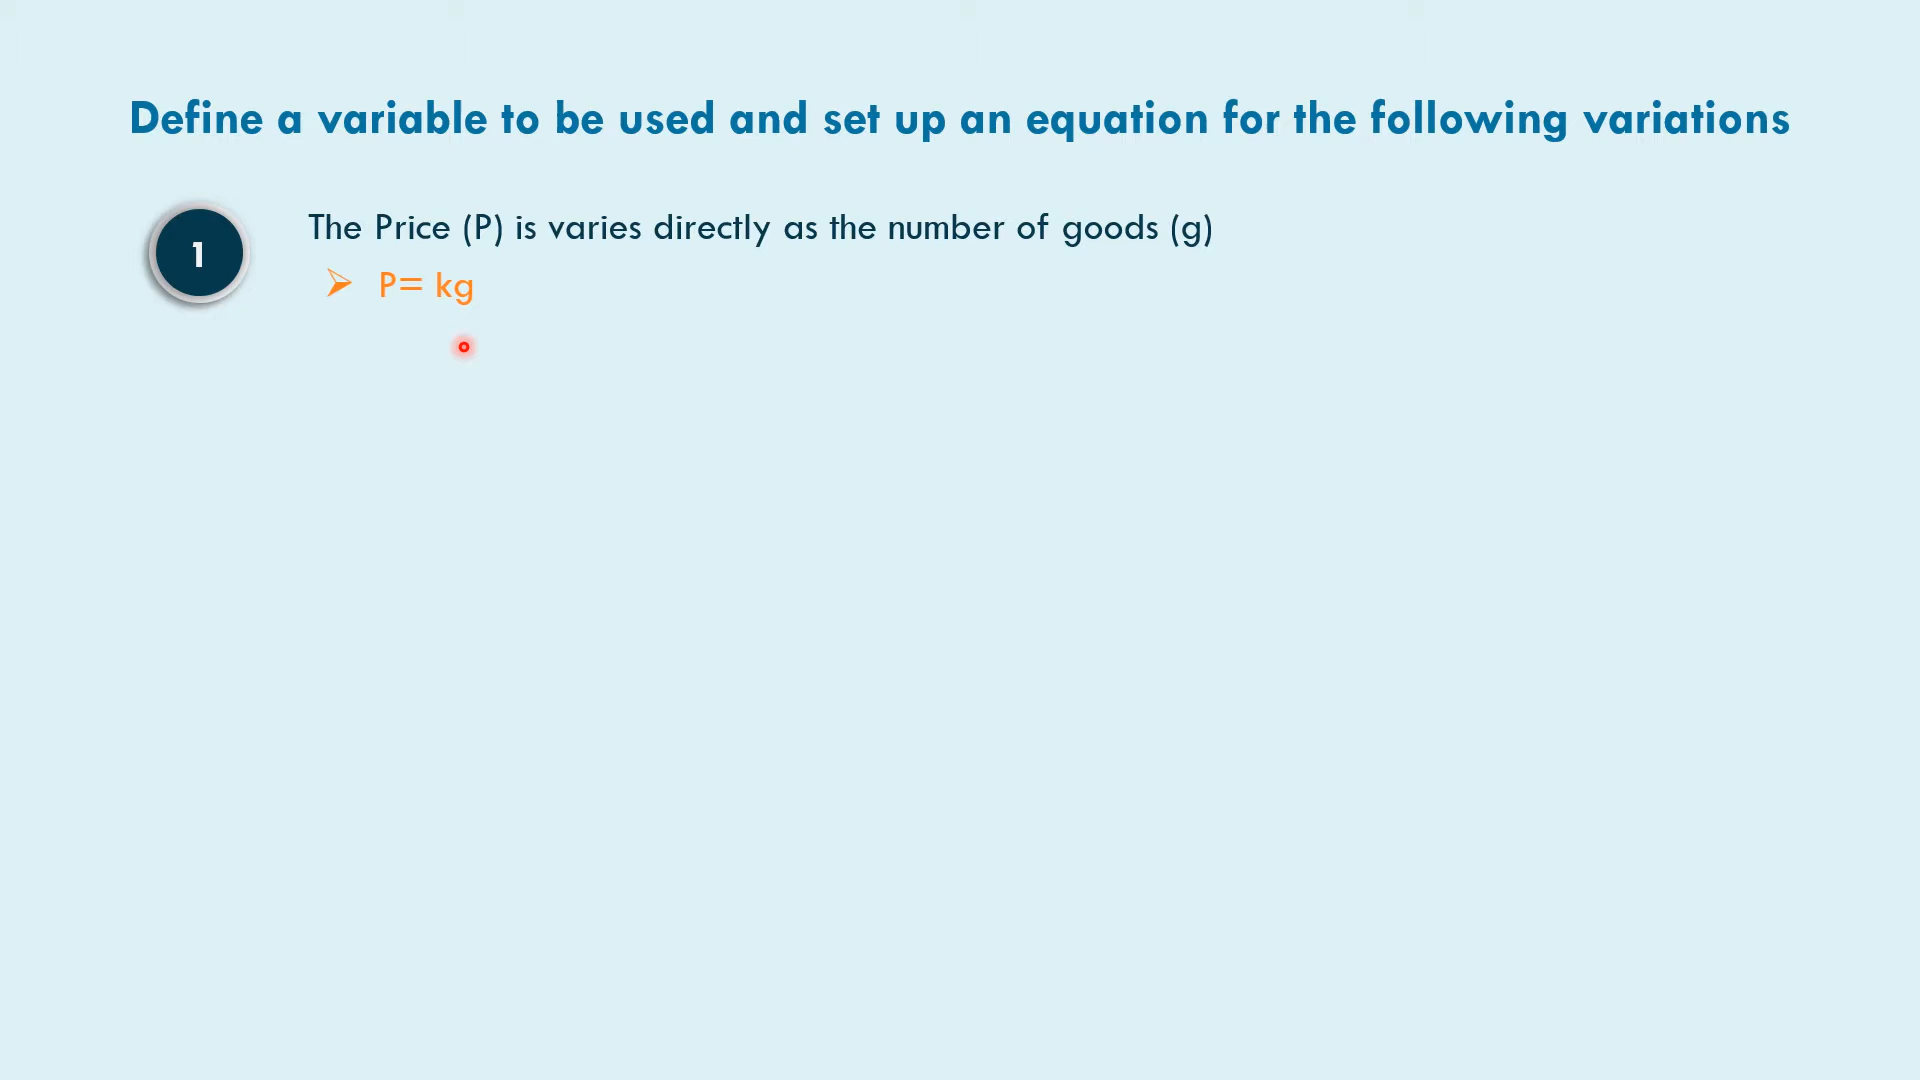 Define a variable to be used and set up an equation for the following variations
1
The Price (P) is varies directly as the number of goods (g)
P= kg